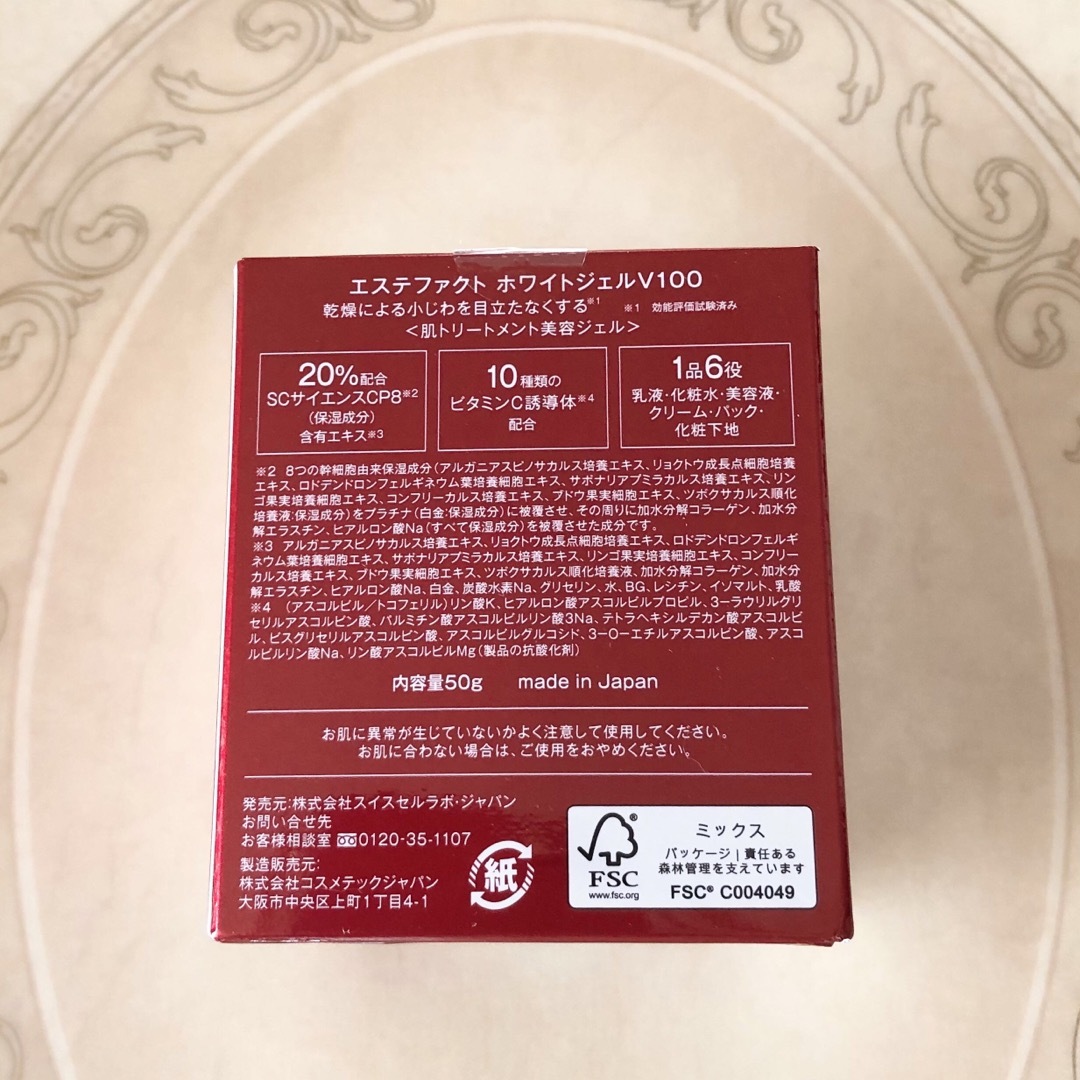 エステファクト ホワイトジェルV100
乾燥による小じわを目立たなくする※1 ※1 効能評価試験済み
＜肌トリートメント美容ジェル＞
20%配合
SCサイエンスCP8※2
（保湿成分）
含有エキス※3
10種類の
ビタミンC誘導体※4
配合
1品6役
乳液・化粧水・美容液・
クリーム・パック・
化粧下地
※2 8つの幹細胞由来保湿成分（アルガニアスピノサカルス培養エキス、リョクトウ成長点細胞培養
エキス、ロドデンドロンフェルギネウム葉培養細胞エキス、サポナリアプミラカルス培養エキス、リン
ゴ果実培養細胞エキス、コンフリーカルス培養エキス、ブドウ果実細胞エキス、ツボクサカルス順化
培養液:保湿成分）をプラチナ（白金:保湿成分）に被覆させ、その周りに加水分解コラーゲン、加水分
解エラスチン、ヒアルロン酸Na（すべて保湿成分）を被覆させた成分です。
※3 アルガニアスピノサカルス培養エキス、リョクトウ成長点細胞培養エキス、ロドデンドロンフェルギ
ネウム葉培養細胞エキス、サポナリアプミラカルス培養エキス、リンゴ果実培養細胞エキス、コンフリー
カルス培養エキス、ブドウ果実細胞エキス、ツボクサカルス順化培養液、加水分解コラーゲン、加水分
解エラスチン、ヒアルロン酸Na、白金、炭酸水素Na、グリセリン、水、BG、レシチン、イソマルト、乳酸
※4 （アスコルビル／トコフェリル）リン酸K、ヒアルロン酸アスコルビルプロピル、3－ラウリルグリ
セリルアスコルビン酸、パルミチン酸アスコルビルリン酸3Na、テトラヘキシルデカン酸アスコルビ
ル、ビスグリセリルアスコルビン酸、アスコルビルグルコシド、3－O－エチルアスコルビン酸、アスコ
ルビルリン酸Na、リン酸アスコルビルMg（製品の抗酸化剤）
内容量50g made in Japan
お肌に異常が生じていないかよく注意して使用してください。
お肌に合わない場合は、ご使用をおやめください。
発売元:株式会社スイスセルラボ・ジャパン
お問い合せ先
お客様相談室 0120-35-1107
製造販売元:
株式会社コスメテックジャパン
大阪市中央区上町1丁目4-1
紙
FSC
www.fsc.org
ミックス
パッケージ | 責任ある
森林管理を支えています
FSC® C004049